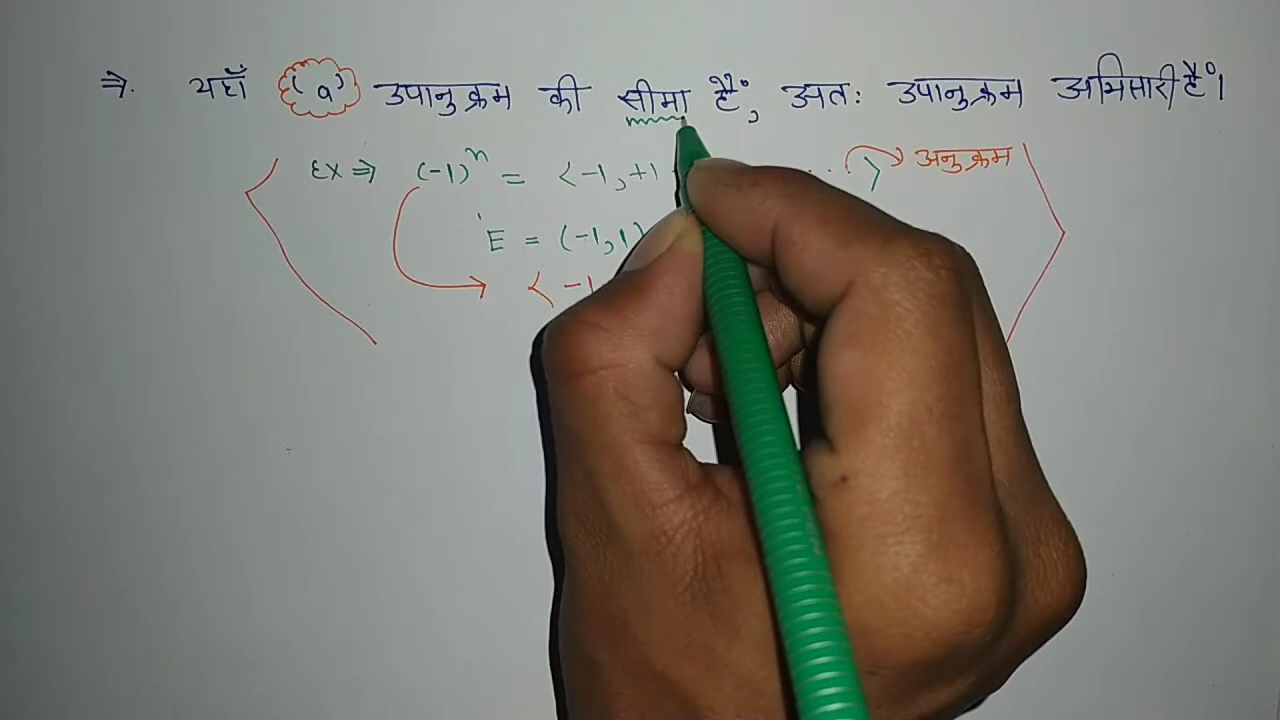 ⇒. यहाँ (a) उपानुक्रम की सीमा हैं, अतः उपानुक्रम अभिसारी हैं।
Ex ⇒ (-1)ⁿ = <-1, +1 ... > अनुक्रम
E = (-1, 1)
< -1